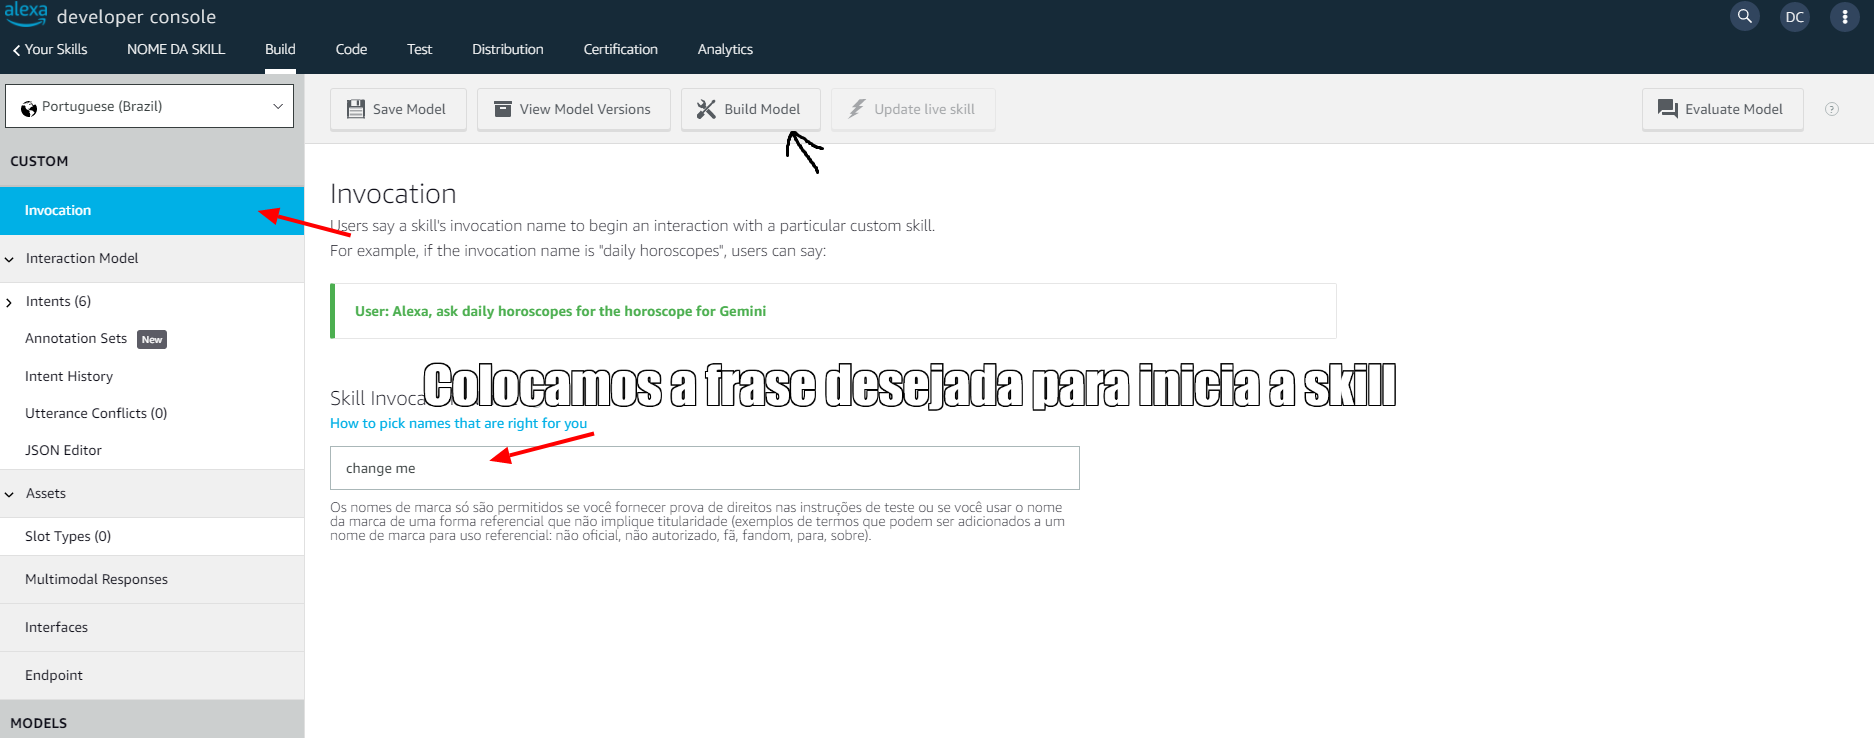 alexa
developer console
Your Skills NOME DA SKILL Build Code Test Distribution Certification Analytics
DC
Portuguese (Brazil)
Save Model View Model Versions Build Model Update live skill Evaluate Model ?
CUSTOM
Invocation
Interaction Model
Intents (6)
Annotation Sets New
Intent History
Utterance Conflicts (0)
JSON Editor
Assets
Slot Types (0)
Multimodal Responses
Interfaces
Endpoint
MODELS
Invocation
Users say a skill's invocation name to begin an interaction with a particular custom skill.
For example, if the invocation name is "daily horoscopes", users can say:
User: Alexa, ask daily horoscopes for the horoscope for Gemini
Colocamos a frase desejada para inicia a skill
Skill
How to pick names that are right for you
change me
Os nomes de marca só são permitidos se você fornecer prova de direitos nas instruções de teste ou se você usar o nome
da marca de uma forma referencial que não implique titularidade (exemplos de termos que podem ser adicionados a um
nome de marca para uso referencial: não oficial, não autorizado, fã, fandom, para, sobre).